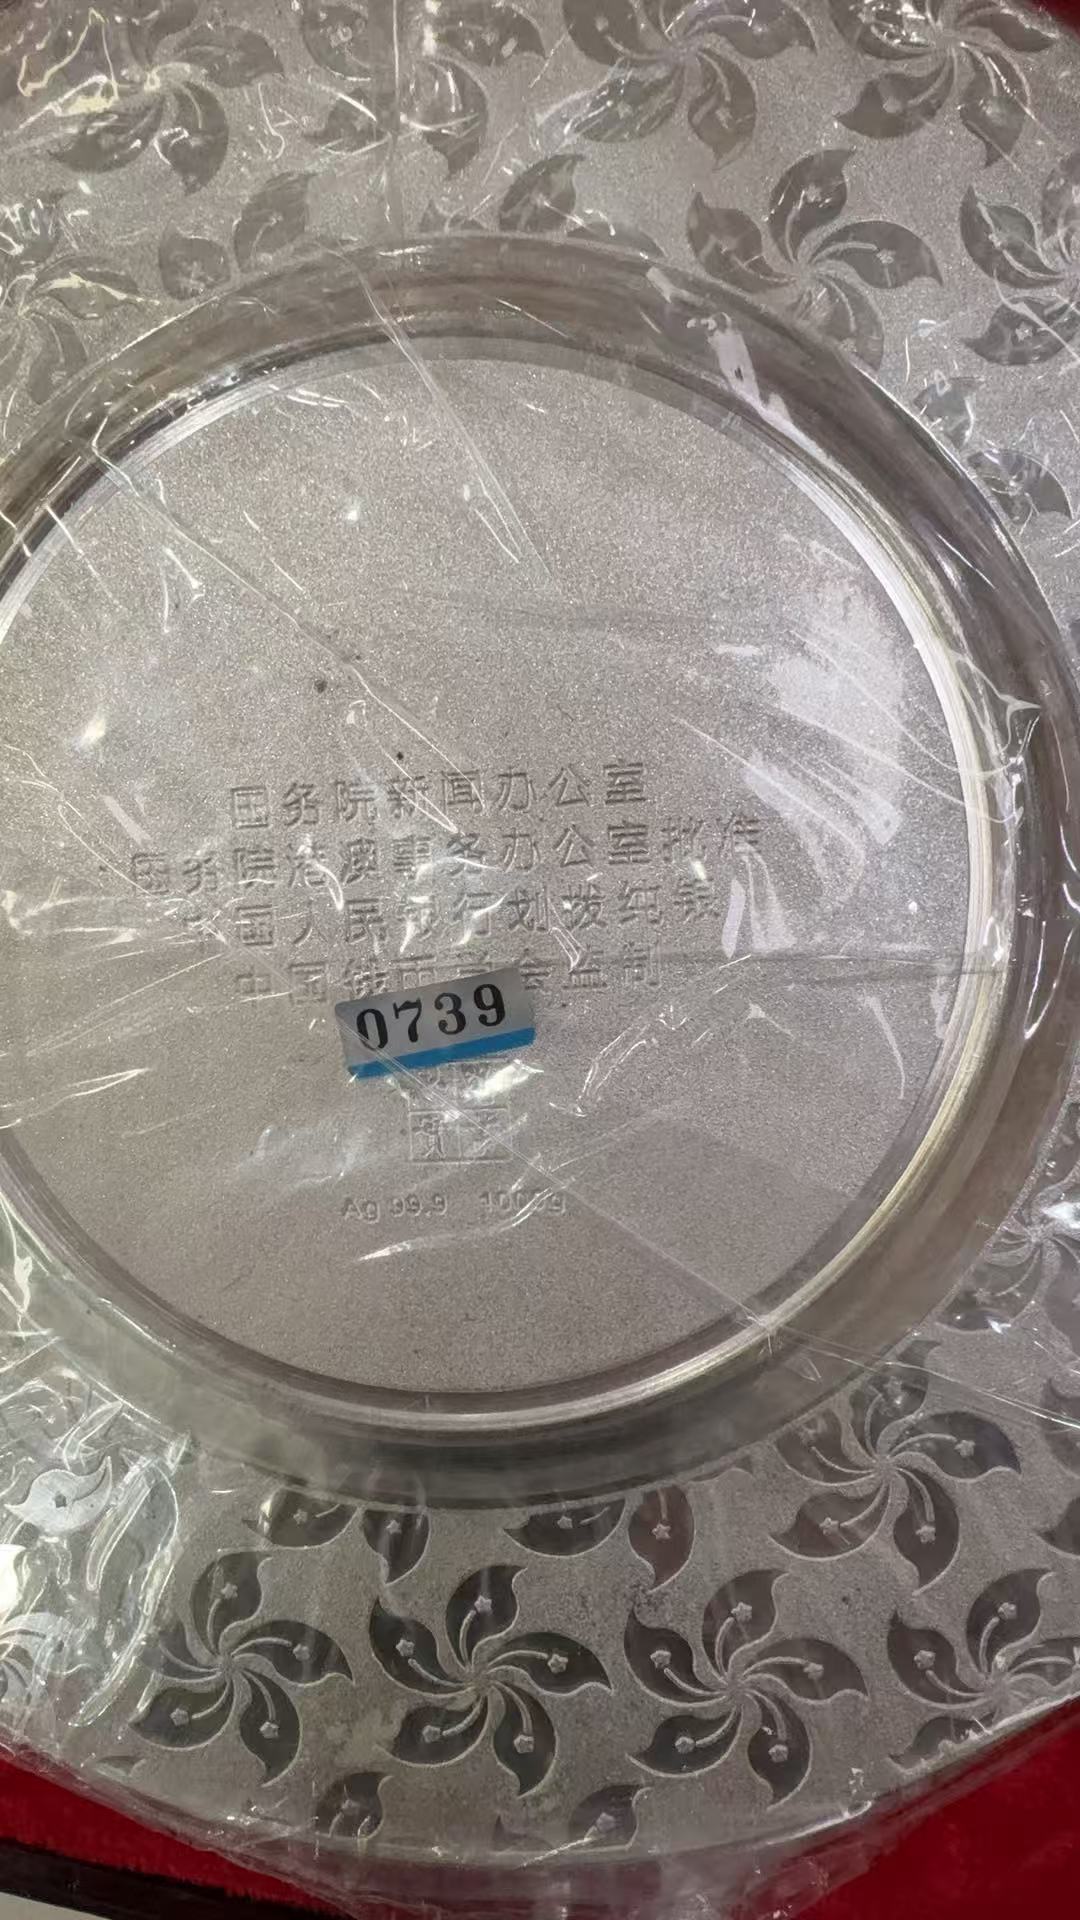 国务院新闻办公室
国务院港澳事务办公室批准
中国人民银行划拨纯银
中国钱币学会监制
0739
Ag 99.9 1000g